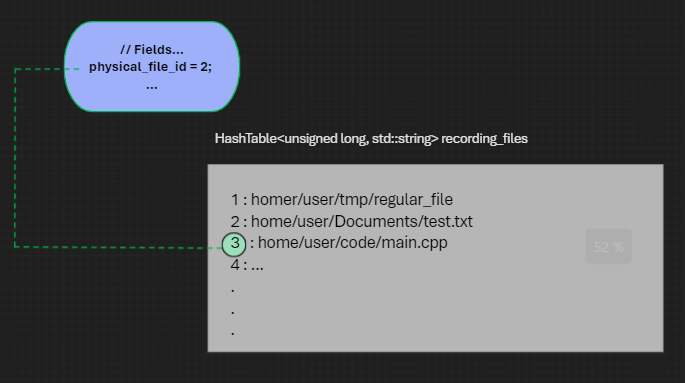 // Fields...
physical_file_id = 2;
...
HashTable<unsigned long, std::string> recording_files
1 : homer/user/tmp/regular_file
2 : home/user/Documents/test.txt
3 : home/user/code/main.cpp
52 %
4 : ...
.
.
.